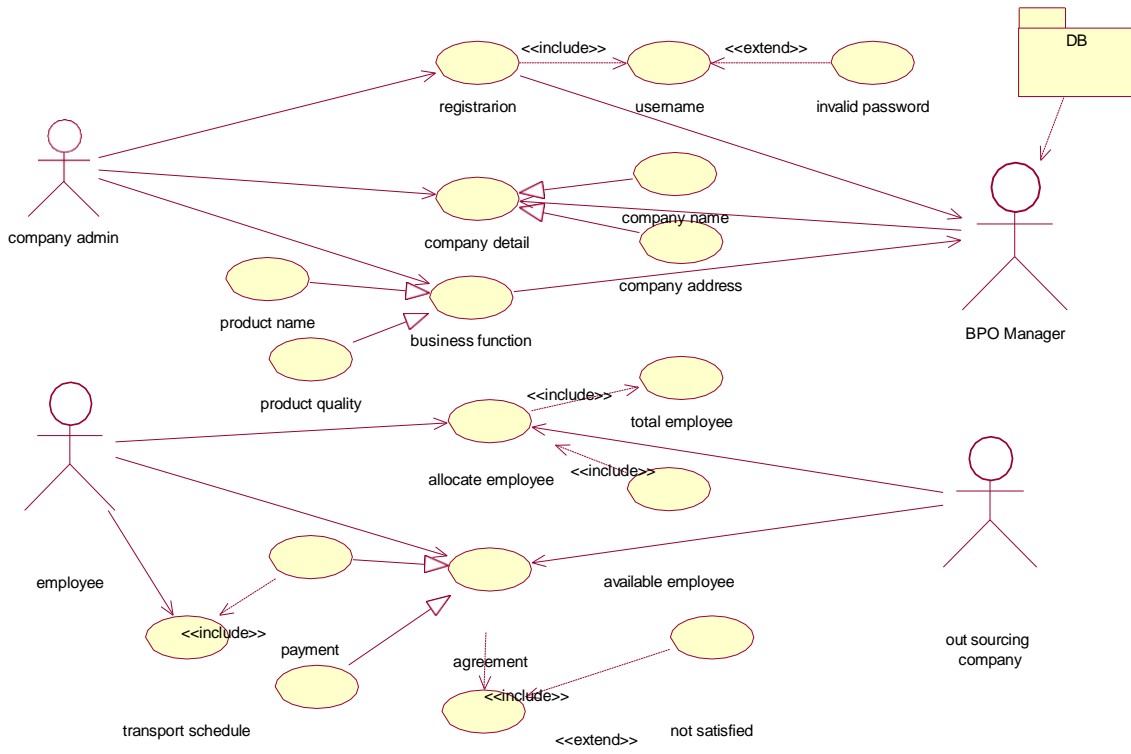 DB
<<include>>
<<extend>>
registrarion
username
invalid password
company admin
company name
company detail
company address
product name
business function
BPO Manager
product quality
<<include>>
total employee
<<include>>
allocate employee
employee
available employee
<<include>>
payment
agreement
out sourcing
company
<<include>>
transport schedule
<<extend>>
not satisfied